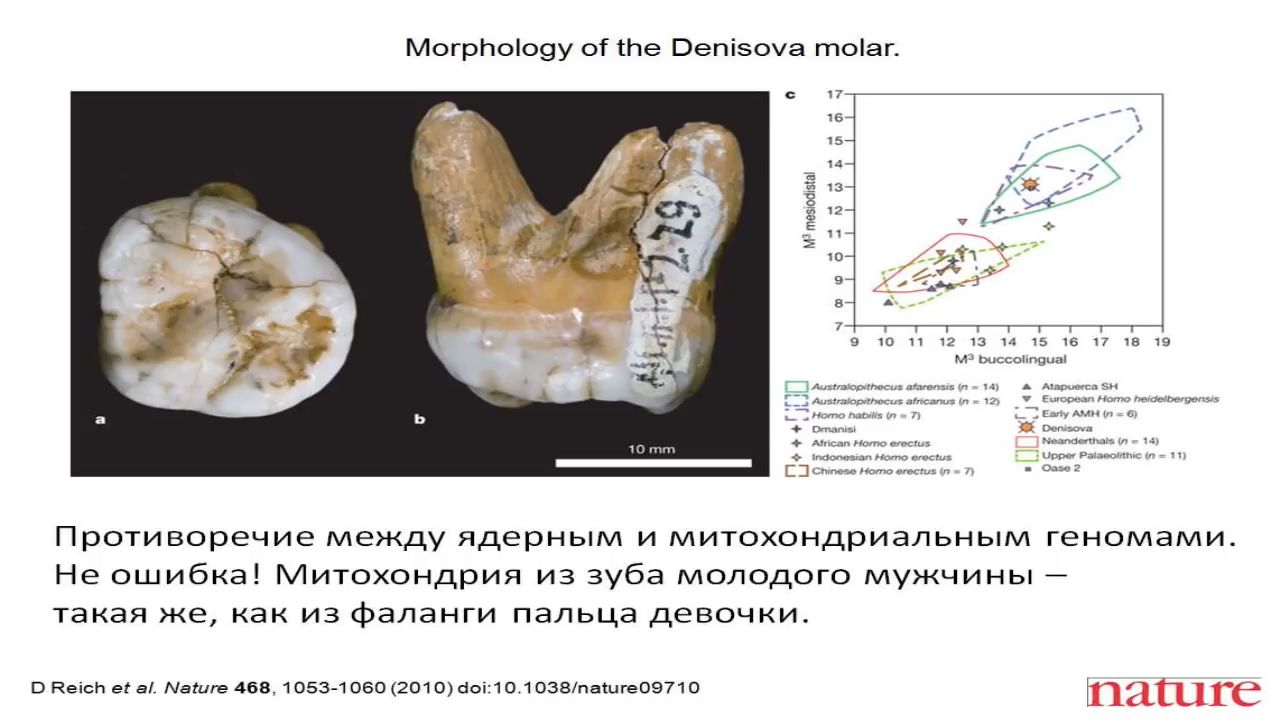 Morphology of the Denisova molar.
a
b
10 mm
c
17
16
15
14
13
12
11
10
9
8
7
M³ mesiodistal
9 10 11 12 13 14 15 16 17 18 19
M³ buccolingual
Australopithecus afarensis (n = 14)
Australopithecus africanus (n = 12)
Homo habilis (n = 7)
Dmanisi
African Homo erectus
Indonesian Homo erectus
Chinese Homo erectus (n = 7)
Atapuerca SH
European Homo heidelbergensis
Early AMH (n = 6)
Denisova
Neanderthals (n = 14)
Upper Palaeolithic (n = 11)
Oase 2
Противоречие между ядерным и митохондриальным геномами.
Не ошибка! Митохондрия из зуба молодого мужчины –
такая же, как из фаланги пальца девочки.
D Reich et al. Nature 468, 1053-1060 (2010) doi:10.1038/nature09710
nature